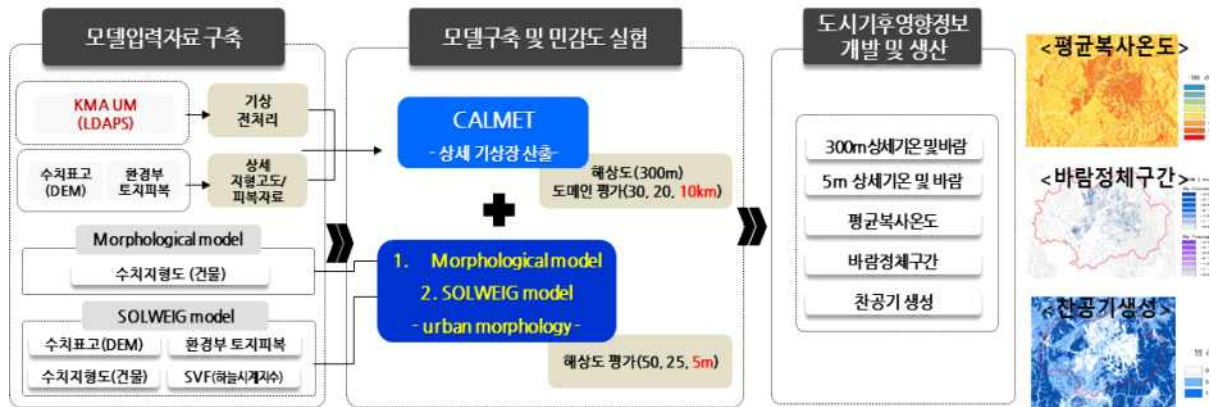 모델입력자료 구축
KMA UM
(LDAPS)
기상
전처리
수치표고
(DEM)
환경부
토지피복
상세
지형고도/
피복자료
Morphological model
수치지형도 (건물)
SOLWEIG model
수치표고(DEM)
환경부 토지피복
수치지형도(건물)
SVF(하늘시계지수)
모델구축 및 민감도 실험
CALMET
- 상세 기상장 산출-
해상도(300m)
도메인 평가(30, 20, 10km)
1. Morphological model
2. SOLWEIG model
- urban morphology -
해상도 평가(50, 25, 5m)
도시기후영향정보
개발 및 생산
300m상세기온 및바람
5m 상세기온 및 바람
평균복사온도
바람정체구간
찬공기 생성
<평균복사온도>
<바람정체구간>
<찬공기생성>